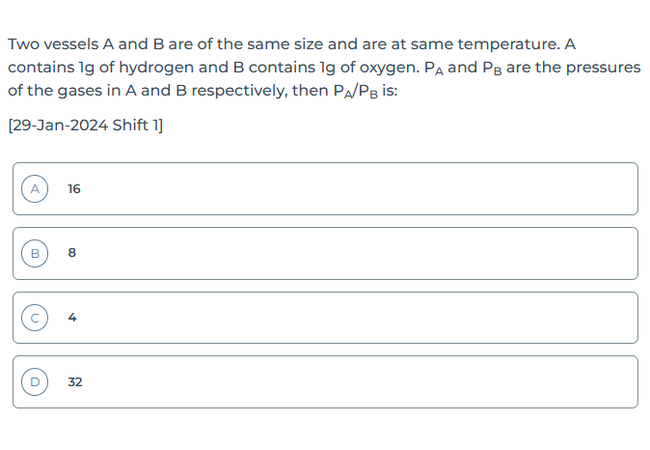 Two vessels A and B are of the same size and are at same temperature. A
contains 1g of hydrogen and B contains 1g of oxygen. P_A and P_B are the pressures
of the gases in A and B respectively, then P_A/P_B is:
[29-Jan-2024 Shift 1]
A 16
B 8
C 4
D 32